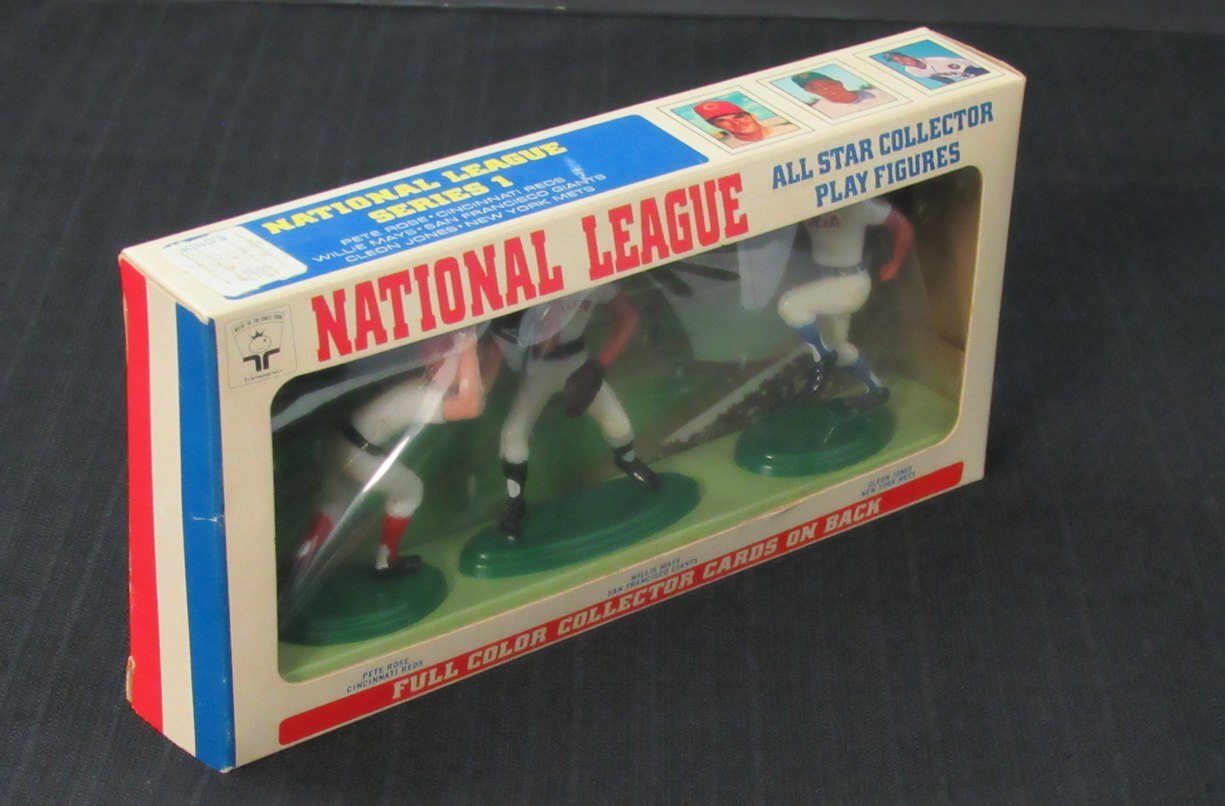 NATIONAL LEAGUE
SERIES 1
PETE ROSE • CINCINNATI REDS
WILLIE MAYS • SAN FRANCISCO GIANTS
CLEON JONES • NEW YORK METS
NATIONAL LEAGUE
ALL STAR COLLECTOR
PLAY FIGURES
PETE ROSE
CINCINNATI REDS
WILLIE MAYS
SAN FRANCISCO GIANTS
CLEON JONES
NEW YORK METS
FULL COLOR COLLECTOR CARDS ON BACK